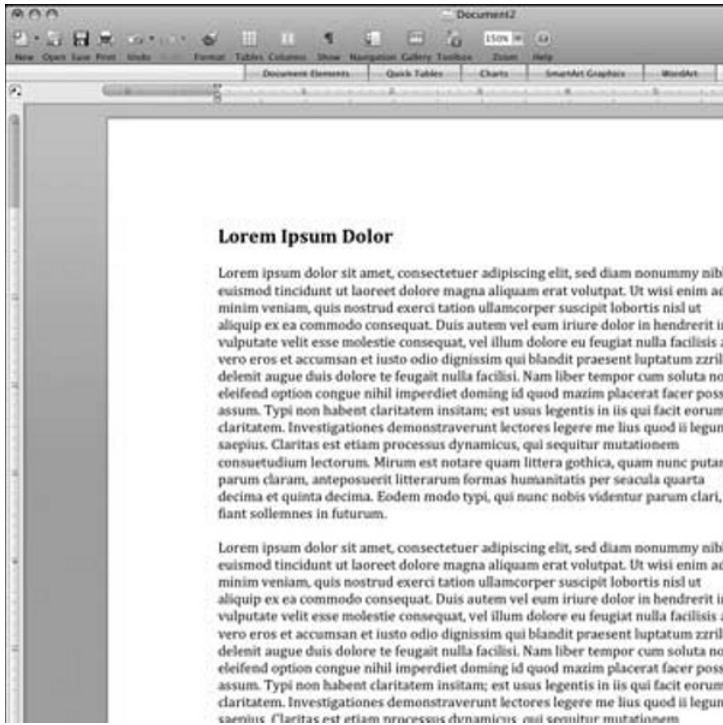 Document2
150%
New Open Save Print Undo Format Tables Columns Show Navigation Gallery Toolbox Zoom Help
Document Elements Quick Tables Charts SmartArt Graphics WordArt
Lorem Ipsum Dolor
Lorem ipsum dolor sit amet, consectetuer adipiscing elit, sed diam nonummy nibl
euismod tincidunt ut laoreet dolore magna aliquam erat volutpat. Ut wisi enim ad
minim veniam, quis nostrud exerci tation ullamcorper suscipit lobortis nisl ut
aliquip ex ea commodo consequat. Duis autem vel eum iriure dolor in hendrerit in
vulputate velit esse molestie consequat, vel illum dolore eu feugiat nulla facilisis a
vero eros et accumsan et iusto odio dignissim qui blandit praesent luptatum zzril
delenit augue duis dolore te feugait nulla facilisi. Nam liber tempor cum soluta no
eleifend option congue nihil imperdiet doming id quod mazim placerat facer poss
assum. Typi non habent claritatem insitam; est usus legentis in iis qui facit eorum
claritatem. Investigationes demonstraverunt lectores legere me lius quod ii legun
saepius. Claritas est etiam processus dynamicus, qui sequitur mutationem
consuetudium lectorum. Mirum est notare quam littera gothica, quam nunc putar
parum claram, anteposuerit litterarum formas humanitatis per seacula quarta
decima et quinta decima. Eodem modo typi, qui nunc nobis videntur parum clari,
fiant sollemnes in futurum.
Lorem ipsum dolor sit amet, consectetuer adipiscing elit, sed diam nonummy nibl
euismod tincidunt ut laoreet dolore magna aliquam erat volutpat. Ut wisi enim ad
minim veniam, quis nostrud exerci tation ullamcorper suscipit lobortis nisl ut
aliquip ex ea commodo consequat. Duis autem vel eum iriure dolor in hendrerit in
vulputate velit esse molestie consequat, vel illum dolore eu feugiat nulla facilisis a
vero eros et accumsan et iusto odio dignissim qui blandit praesent luptatum zzril
delenit augue duis dolore te feugait nulla facilisi. Nam liber tempor cum soluta no
eleifend option congue nihil imperdiet doming id quod mazim placerat facer poss
assum. Typi non habent claritatem insitam; est usus legentis in iis qui facit eorum
claritatem. Investigationes demonstraverunt lectores legere me lius quod ii legun
saepius. Claritas est etiam processus dynamicus, qui sequitur mutationem